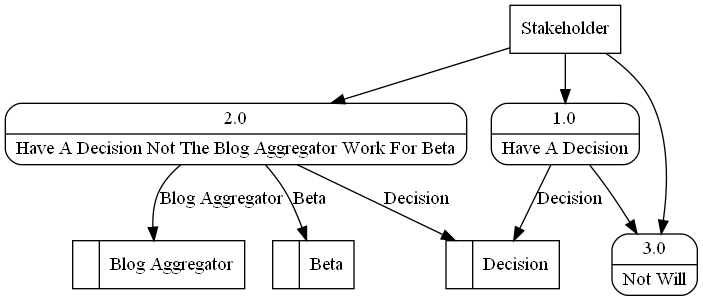 Stakeholder
2.0
Have A Decision Not The Blog Aggregator Work For Beta
1.0
Have A Decision
Blog Aggregator
Beta
Decision
Decision
Blog Aggregator
Beta
Decision
3.0
Not Will